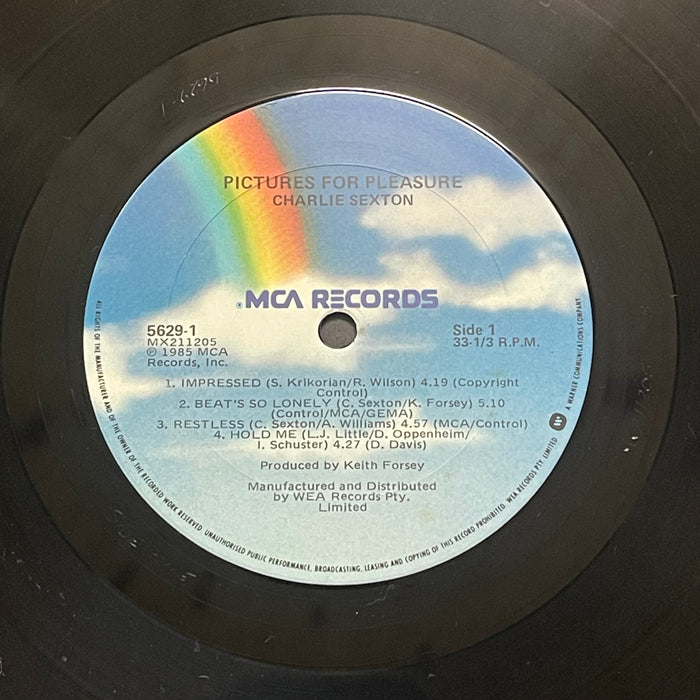 5629-1
PICTURES FOR PLEASURE
CHARLIE SEXTON
® MCA RECORDS
5629-1
MX211205
℗ 1985 MCA
Records, Inc.
Side 1
33-1/3 R.P.M.
1. IMPRESSED (S. Krikorian/R. Wilson) 4.19 (Copyright
Control)
2. BEAT'S SO LONELY (C. Sexton/K. Forsey) 5.10
(Control/MCA/GEMA)
3. RESTLESS (C. Sexton/A. Williams) 4.57 (MCA/Control)
4. HOLD ME (L.J. Little/D. Oppenheim/
I. Schuster) 4.27 (D. Davis)
Produced by Keith Forsey
Manufactured and Distributed
by WEA Records Pty.
Limited
ALL RIGHTS OF THE MANUFACTURER AND OF THE OWNER OF THE RECORDED WORK RESERVED. UNAUTHORISED PUBLIC PERFORMANCE, BROADCASTING, LEASING AND COPYING OF THIS RECORD PROHIBITED. WEA RECORDS PTY. LIMITED A WARNER COMMUNICATIONS COMPANY.